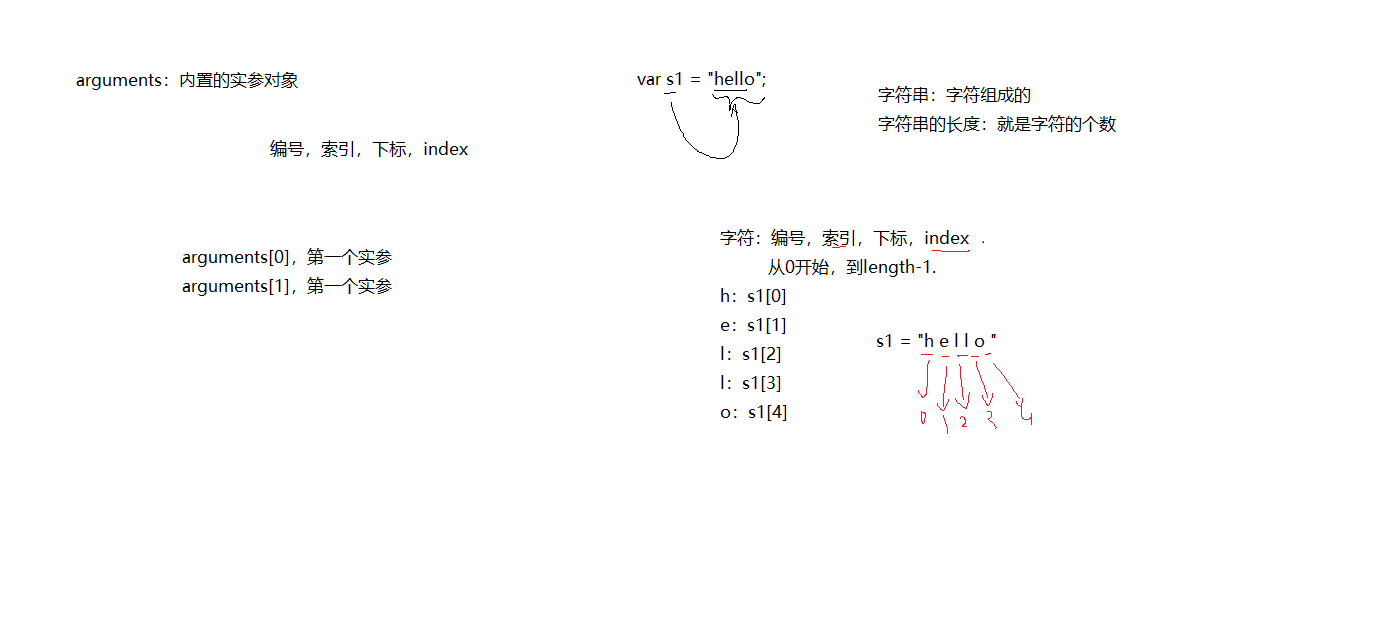 arguments：内置的实参对象
编号，索引，下标，index
arguments[0]，第一个实参
arguments[1]，第一个实参
var s1 = "hello";
字符串：字符组成的
字符串的长度：就是字符的个数
字符：编号，索引，下标，index .
从0开始，到length-1.
h：s1[0]
e：s1[1]
l：s1[2]
l：s1[3]
o：s1[4]
s1 = "h e l l o "
0 1 2 3 4